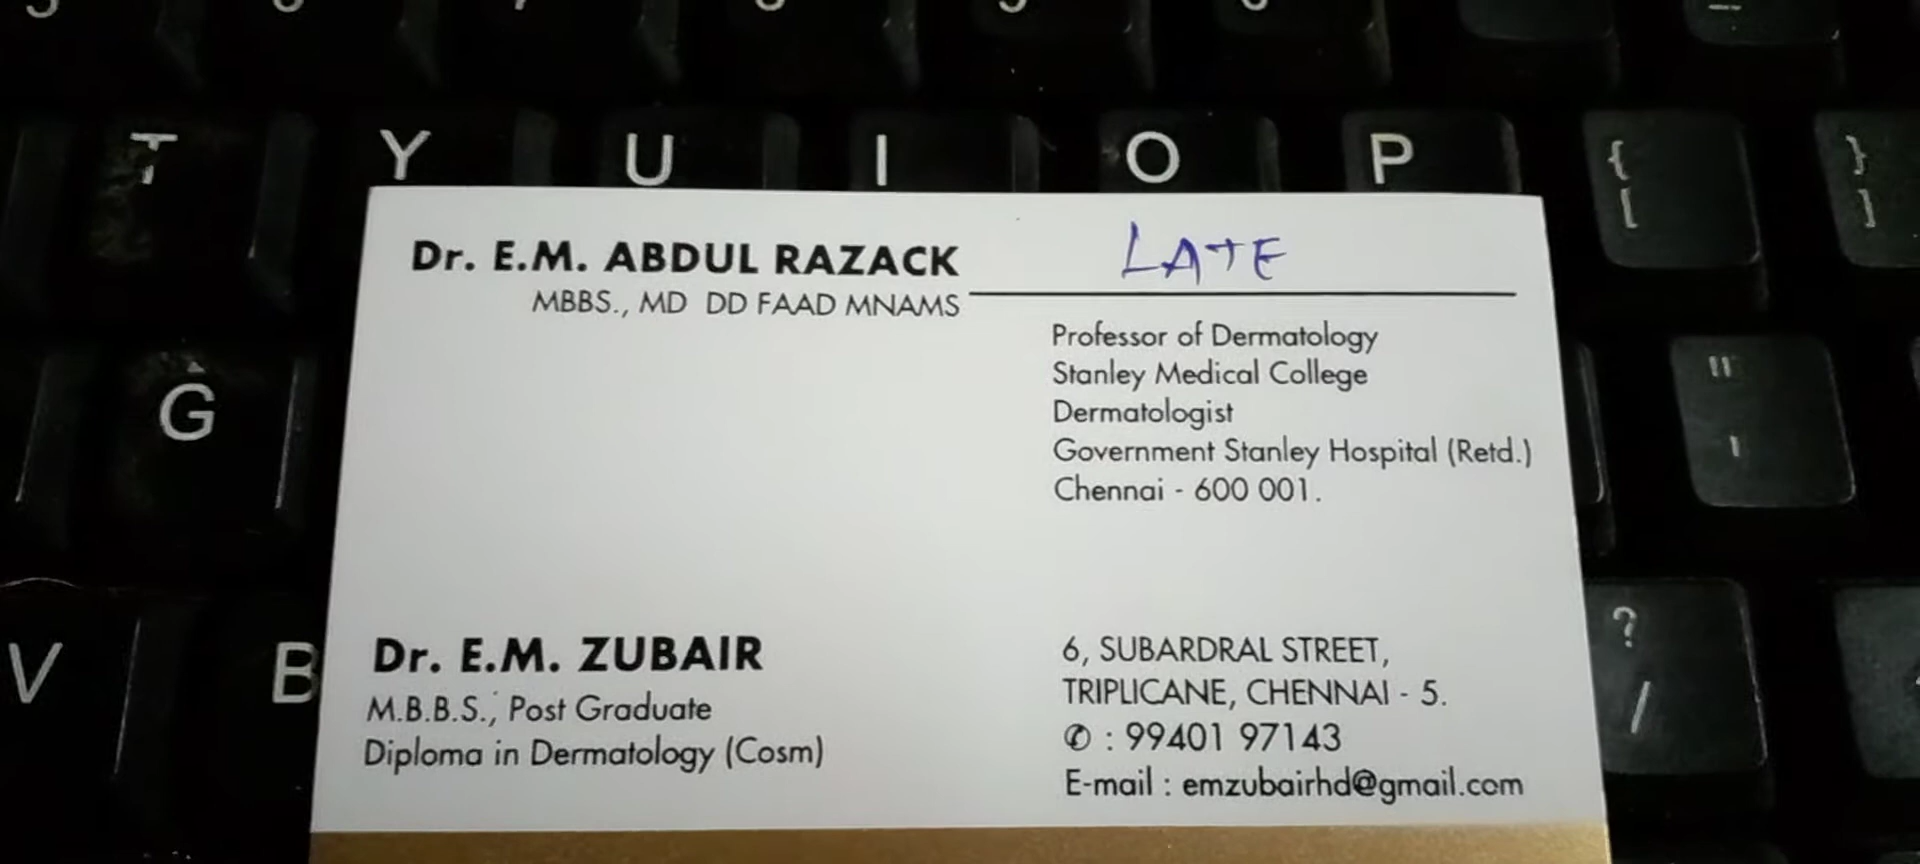 T Y U I O P { }
[ ]
G " '
V B ? /
Dr. E.M. ABDUL RAZACK
LATE
MBBS., MD DD FAAD MNAMS
Professor of Dermatology
Stanley Medical College
Dermatologist
Government Stanley Hospital (Retd.)
Chennai - 600 001.
Dr. E.M. ZUBAIR
M.B.B.S., Post Graduate
Diploma in Dermatology (Cosm)
6, SUBARDRAL STREET,
TRIPLICANE, CHENNAI - 5.
✆ : 99401 97143
E-mail : emzubairhd@gmail.com